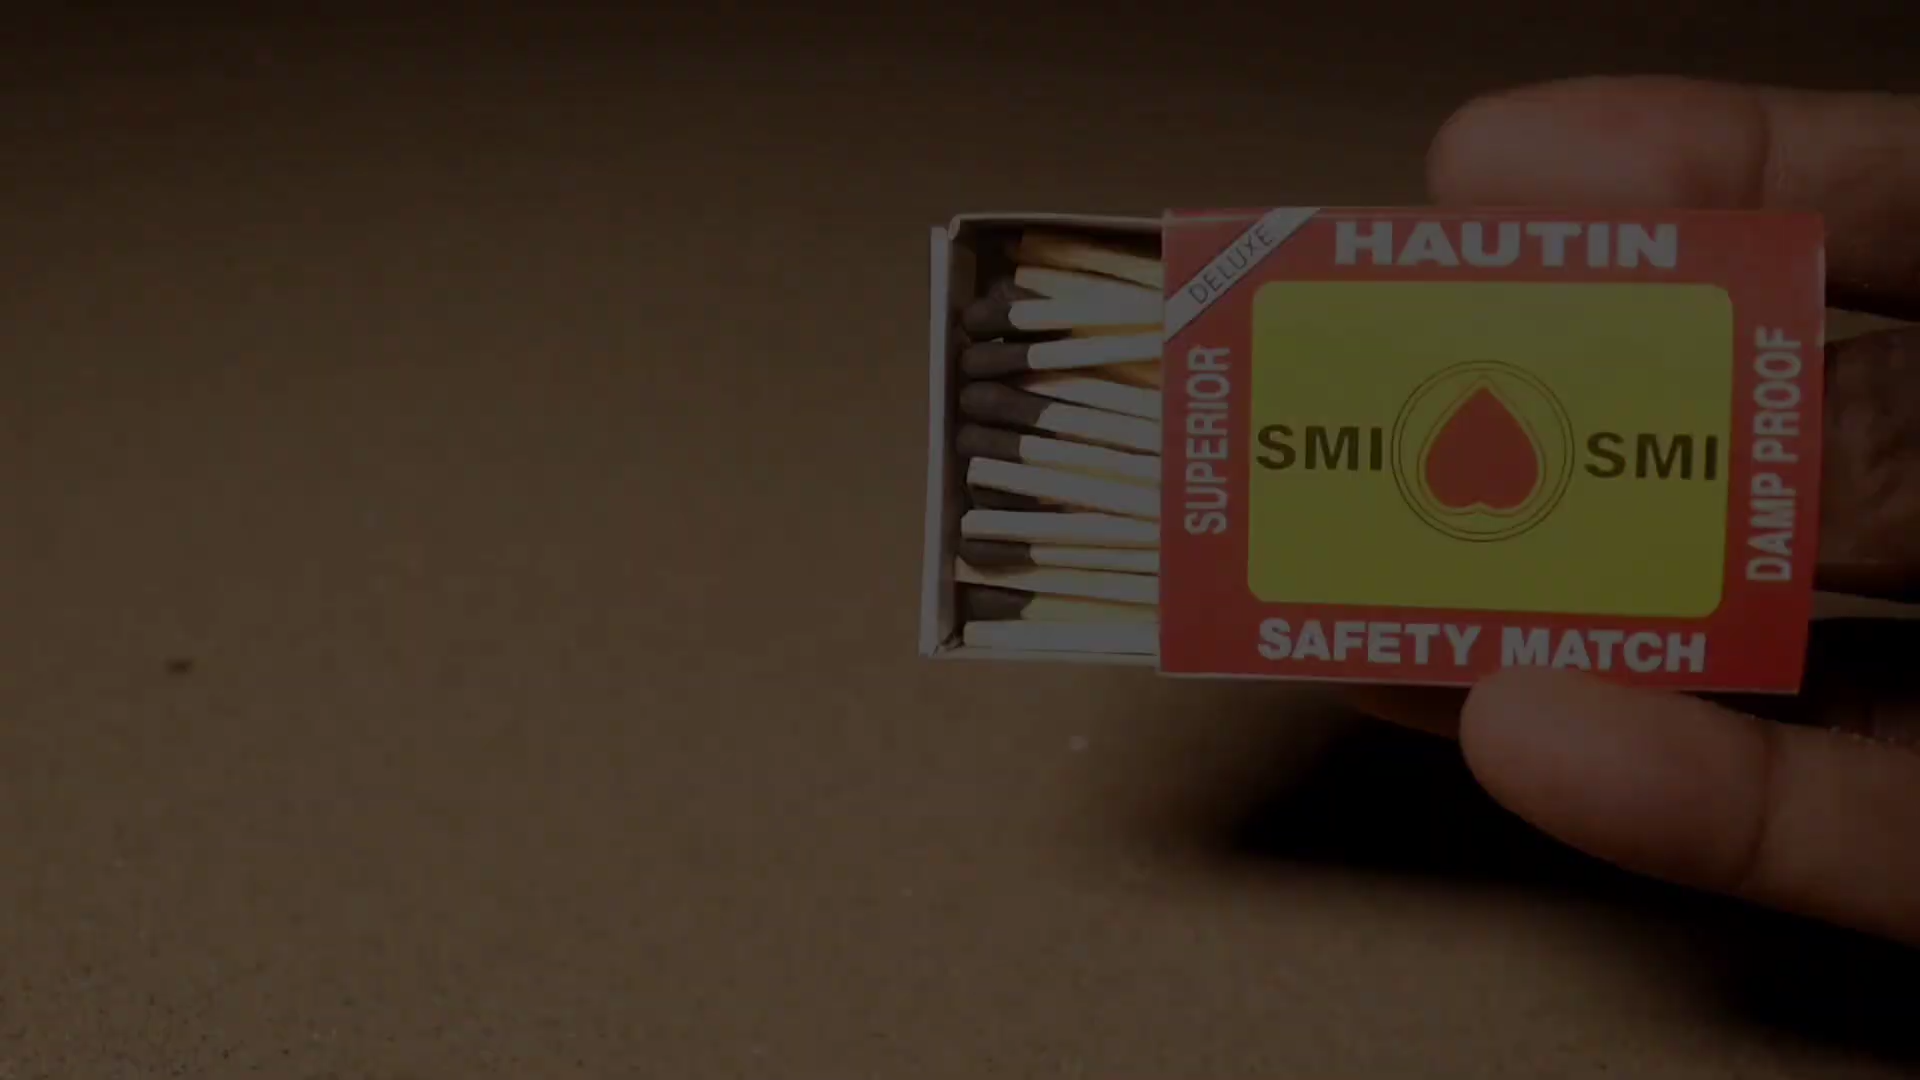 DELUXE
HAUTIN
SUPERIOR
SMI SMI
DAMP PROOF
SAFETY MATCH